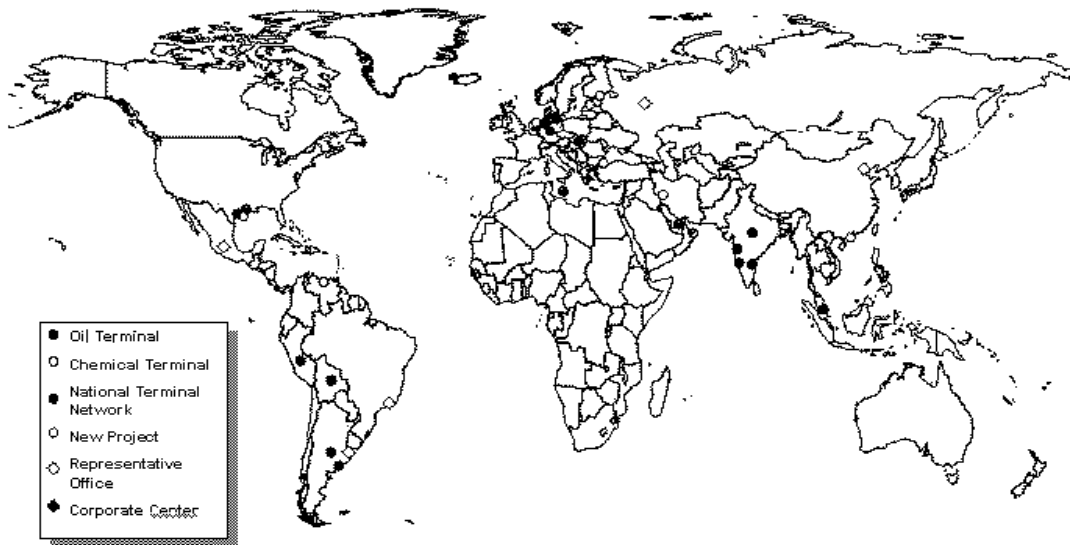 Oil Terminal
Chemical Terminal
National Terminal
Network
New Project
Representative
Office
Corporate Center